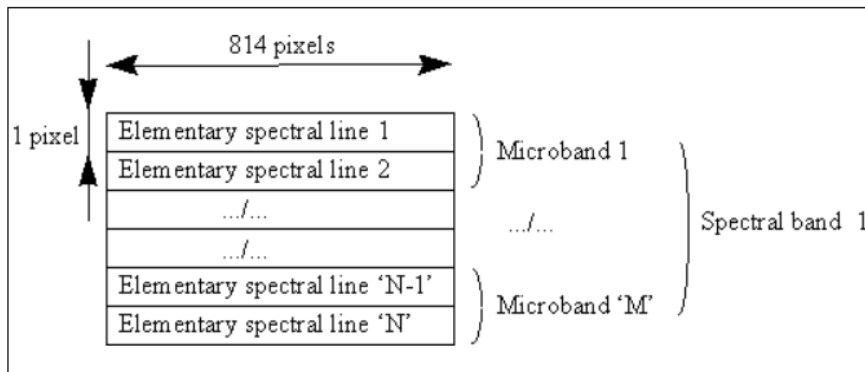 814 pixels
1 pixel
Elementary spectral line 1
Elementary spectral line 2
.../...
.../...
Elementary spectral line ‘N-1’
Elementary spectral line ‘N’
Microband 1
.../...
Microband ‘M’
Spectral band 1